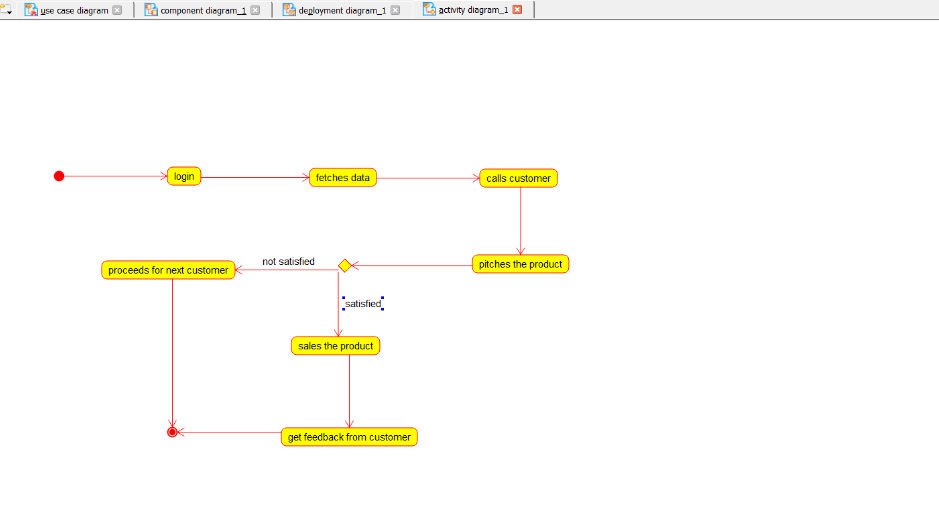 use case diagram
component diagram_1
deployment diagram_1
activity diagram_1
login
fetches data
calls customer
not satisfied
pitches the product
proceeds for next customer
satisfied
sales the product
get feedback from customer